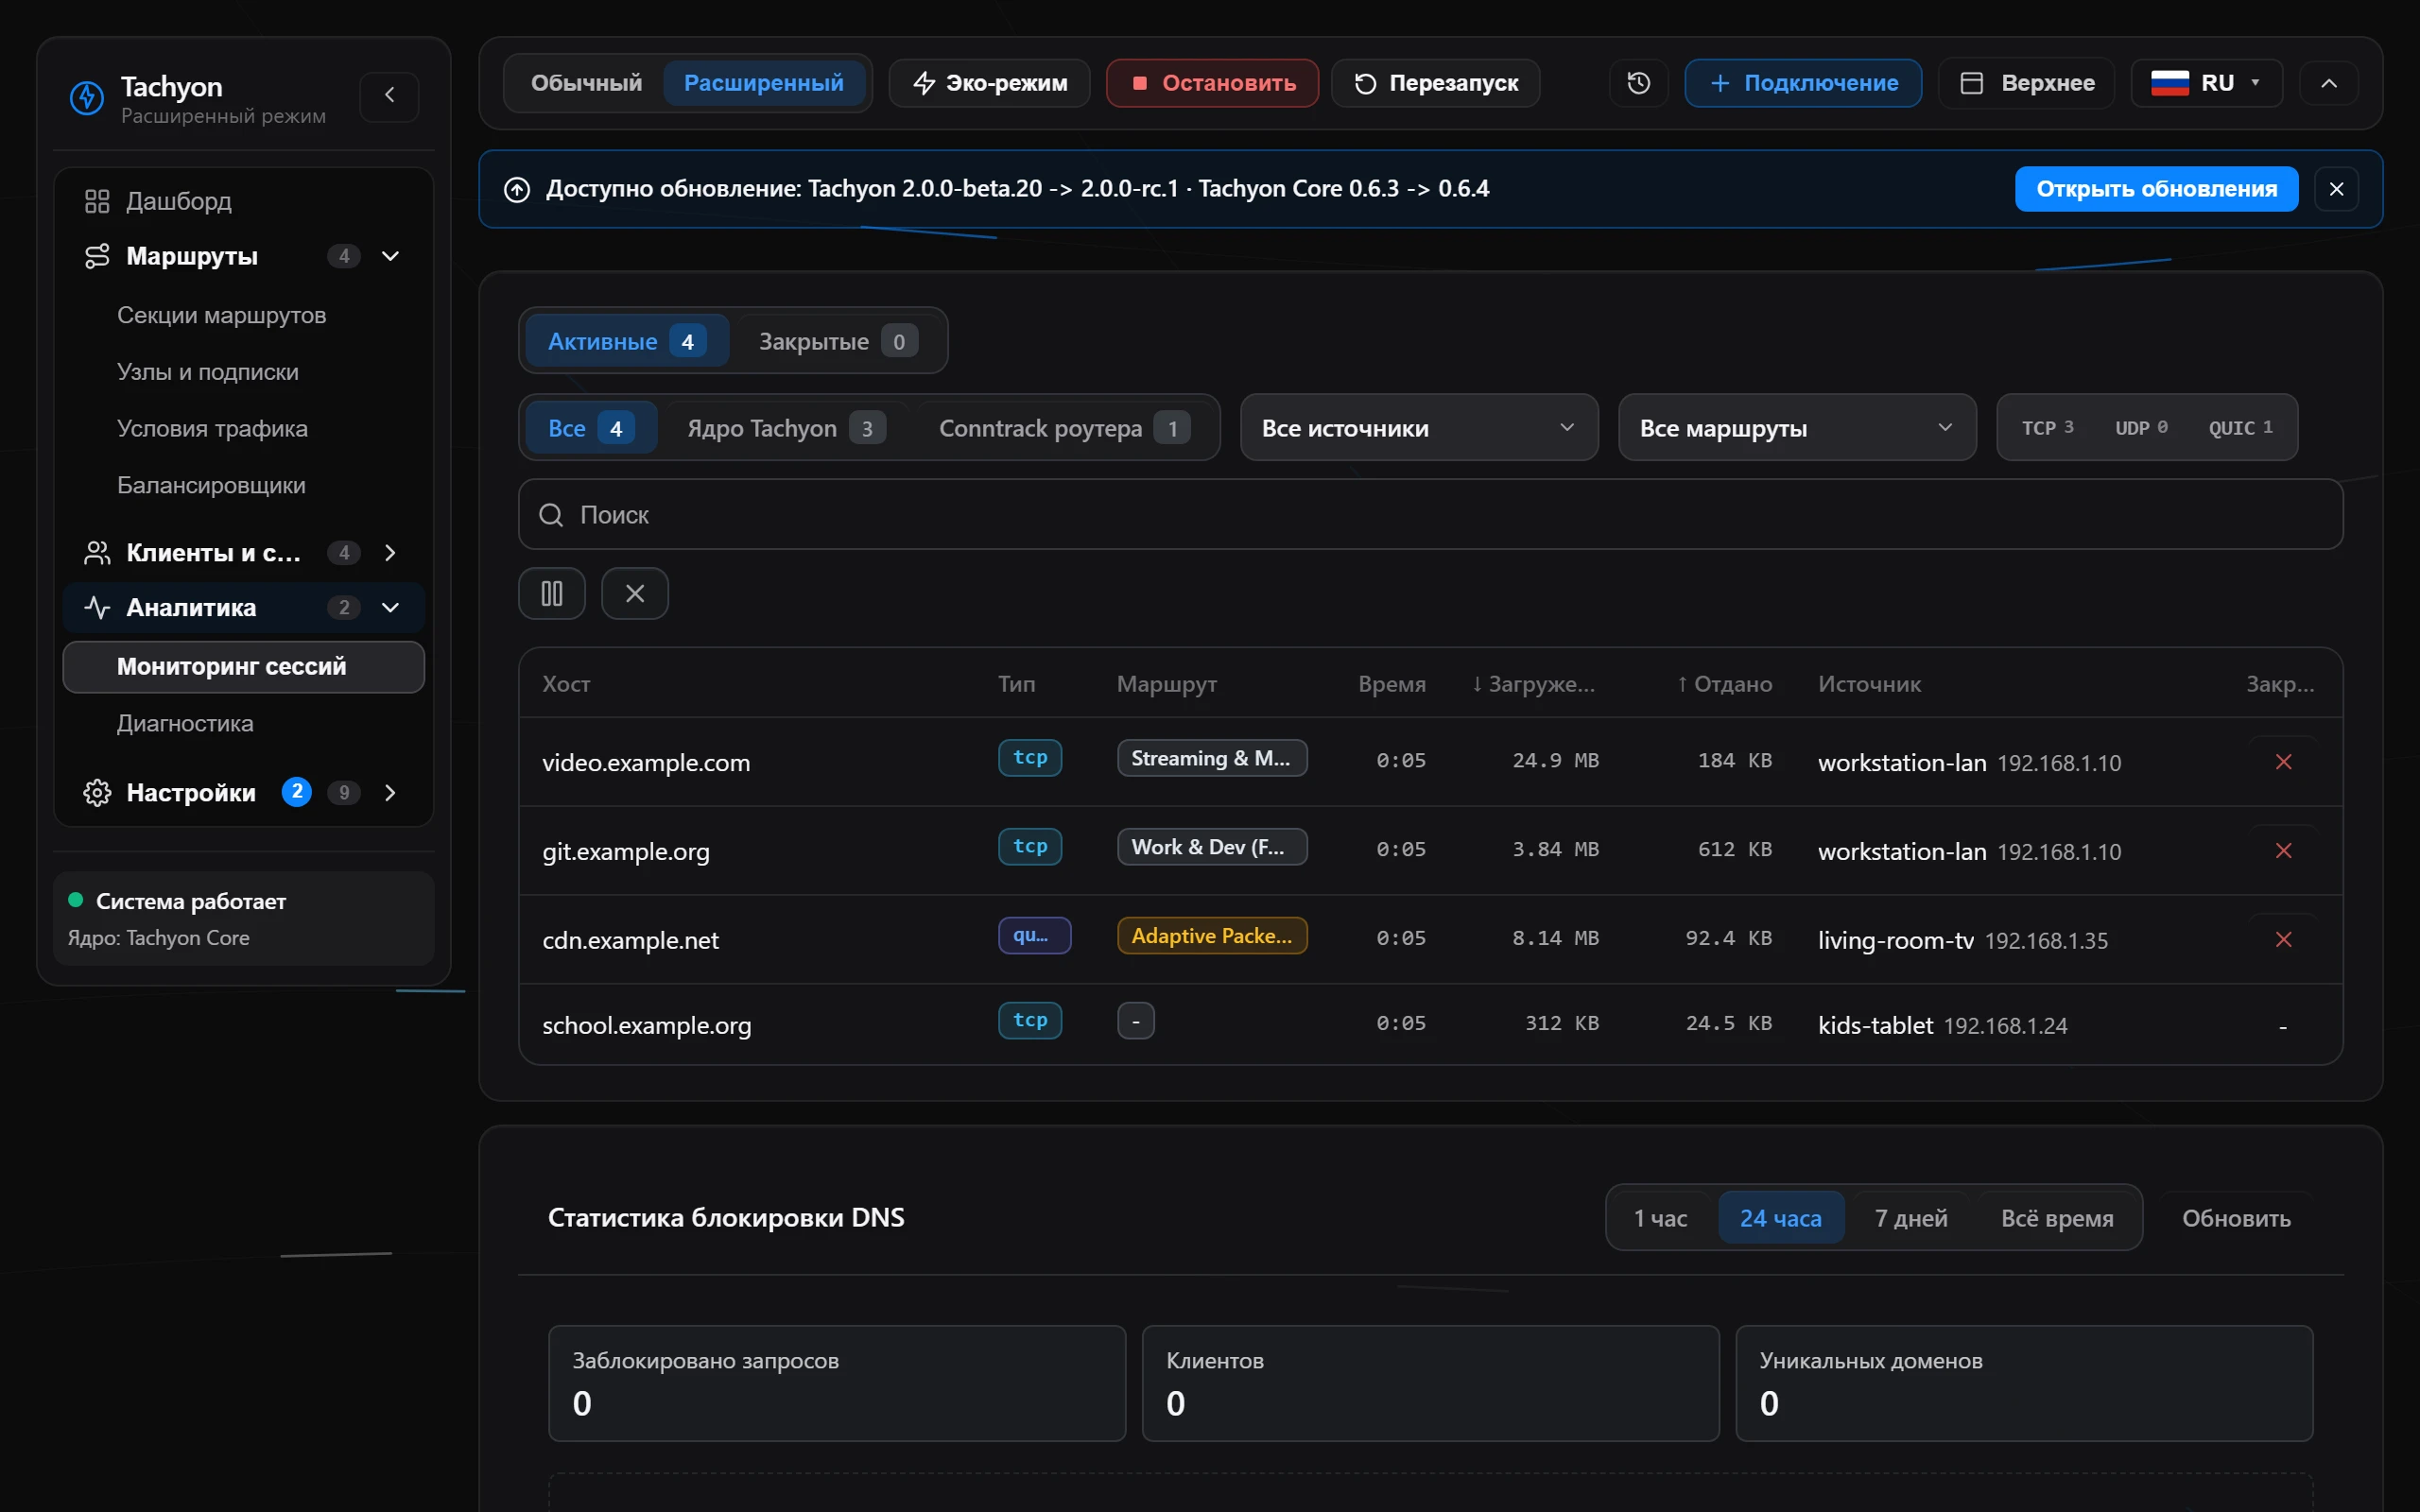 Tachyon
Расширенный режим
Дашборд
Маршруты 4
Секции маршрутов
Узлы и подписки
Условия трафика
Балансировщики
Клиенты и с... 4
Аналитика 2
Мониторинг сессий
Диагностика
Настройки 2 9
Система работает
Ядро: Tachyon Core
Обычный Расширенный Эко-режим Остановить Перезапуск Подключение Верхнее RU
Доступно обновление: Tachyon 2.0.0-beta.20 -> 2.0.0-rc.1 · Tachyon Core 0.6.3 -> 0.6.4 Открыть обновления
Активные 4 Закрытые 0
Все 4 Ядро Tachyon 3 Conntrack роутера 1 Все источники Все маршруты TCP 3 UDP 0 QUIC 1
Поиск
Хост Тип Маршрут Время ↓ Загруже... ↑ Отдано Источник Закр...
video.example.com tcp Streaming & M... 0:05 24.9 MB 184 KB workstation-lan 192.168.1.10
git.example.org tcp Work & Dev (F... 0:05 3.84 MB 612 KB workstation-lan 192.168.1.10
cdn.example.net qu... Adaptive Packe... 0:05 8.14 MB 92.4 KB living-room-tv 192.168.1.35
school.example.org tcp - 0:05 312 KB 24.5 KB kids-tablet 192.168.1.24 -
Статистика блокировки DNS 1 час 24 часа 7 дней Всё время Обновить
Заблокировано запросов Клиентов Уникальных доменов
0 0 0